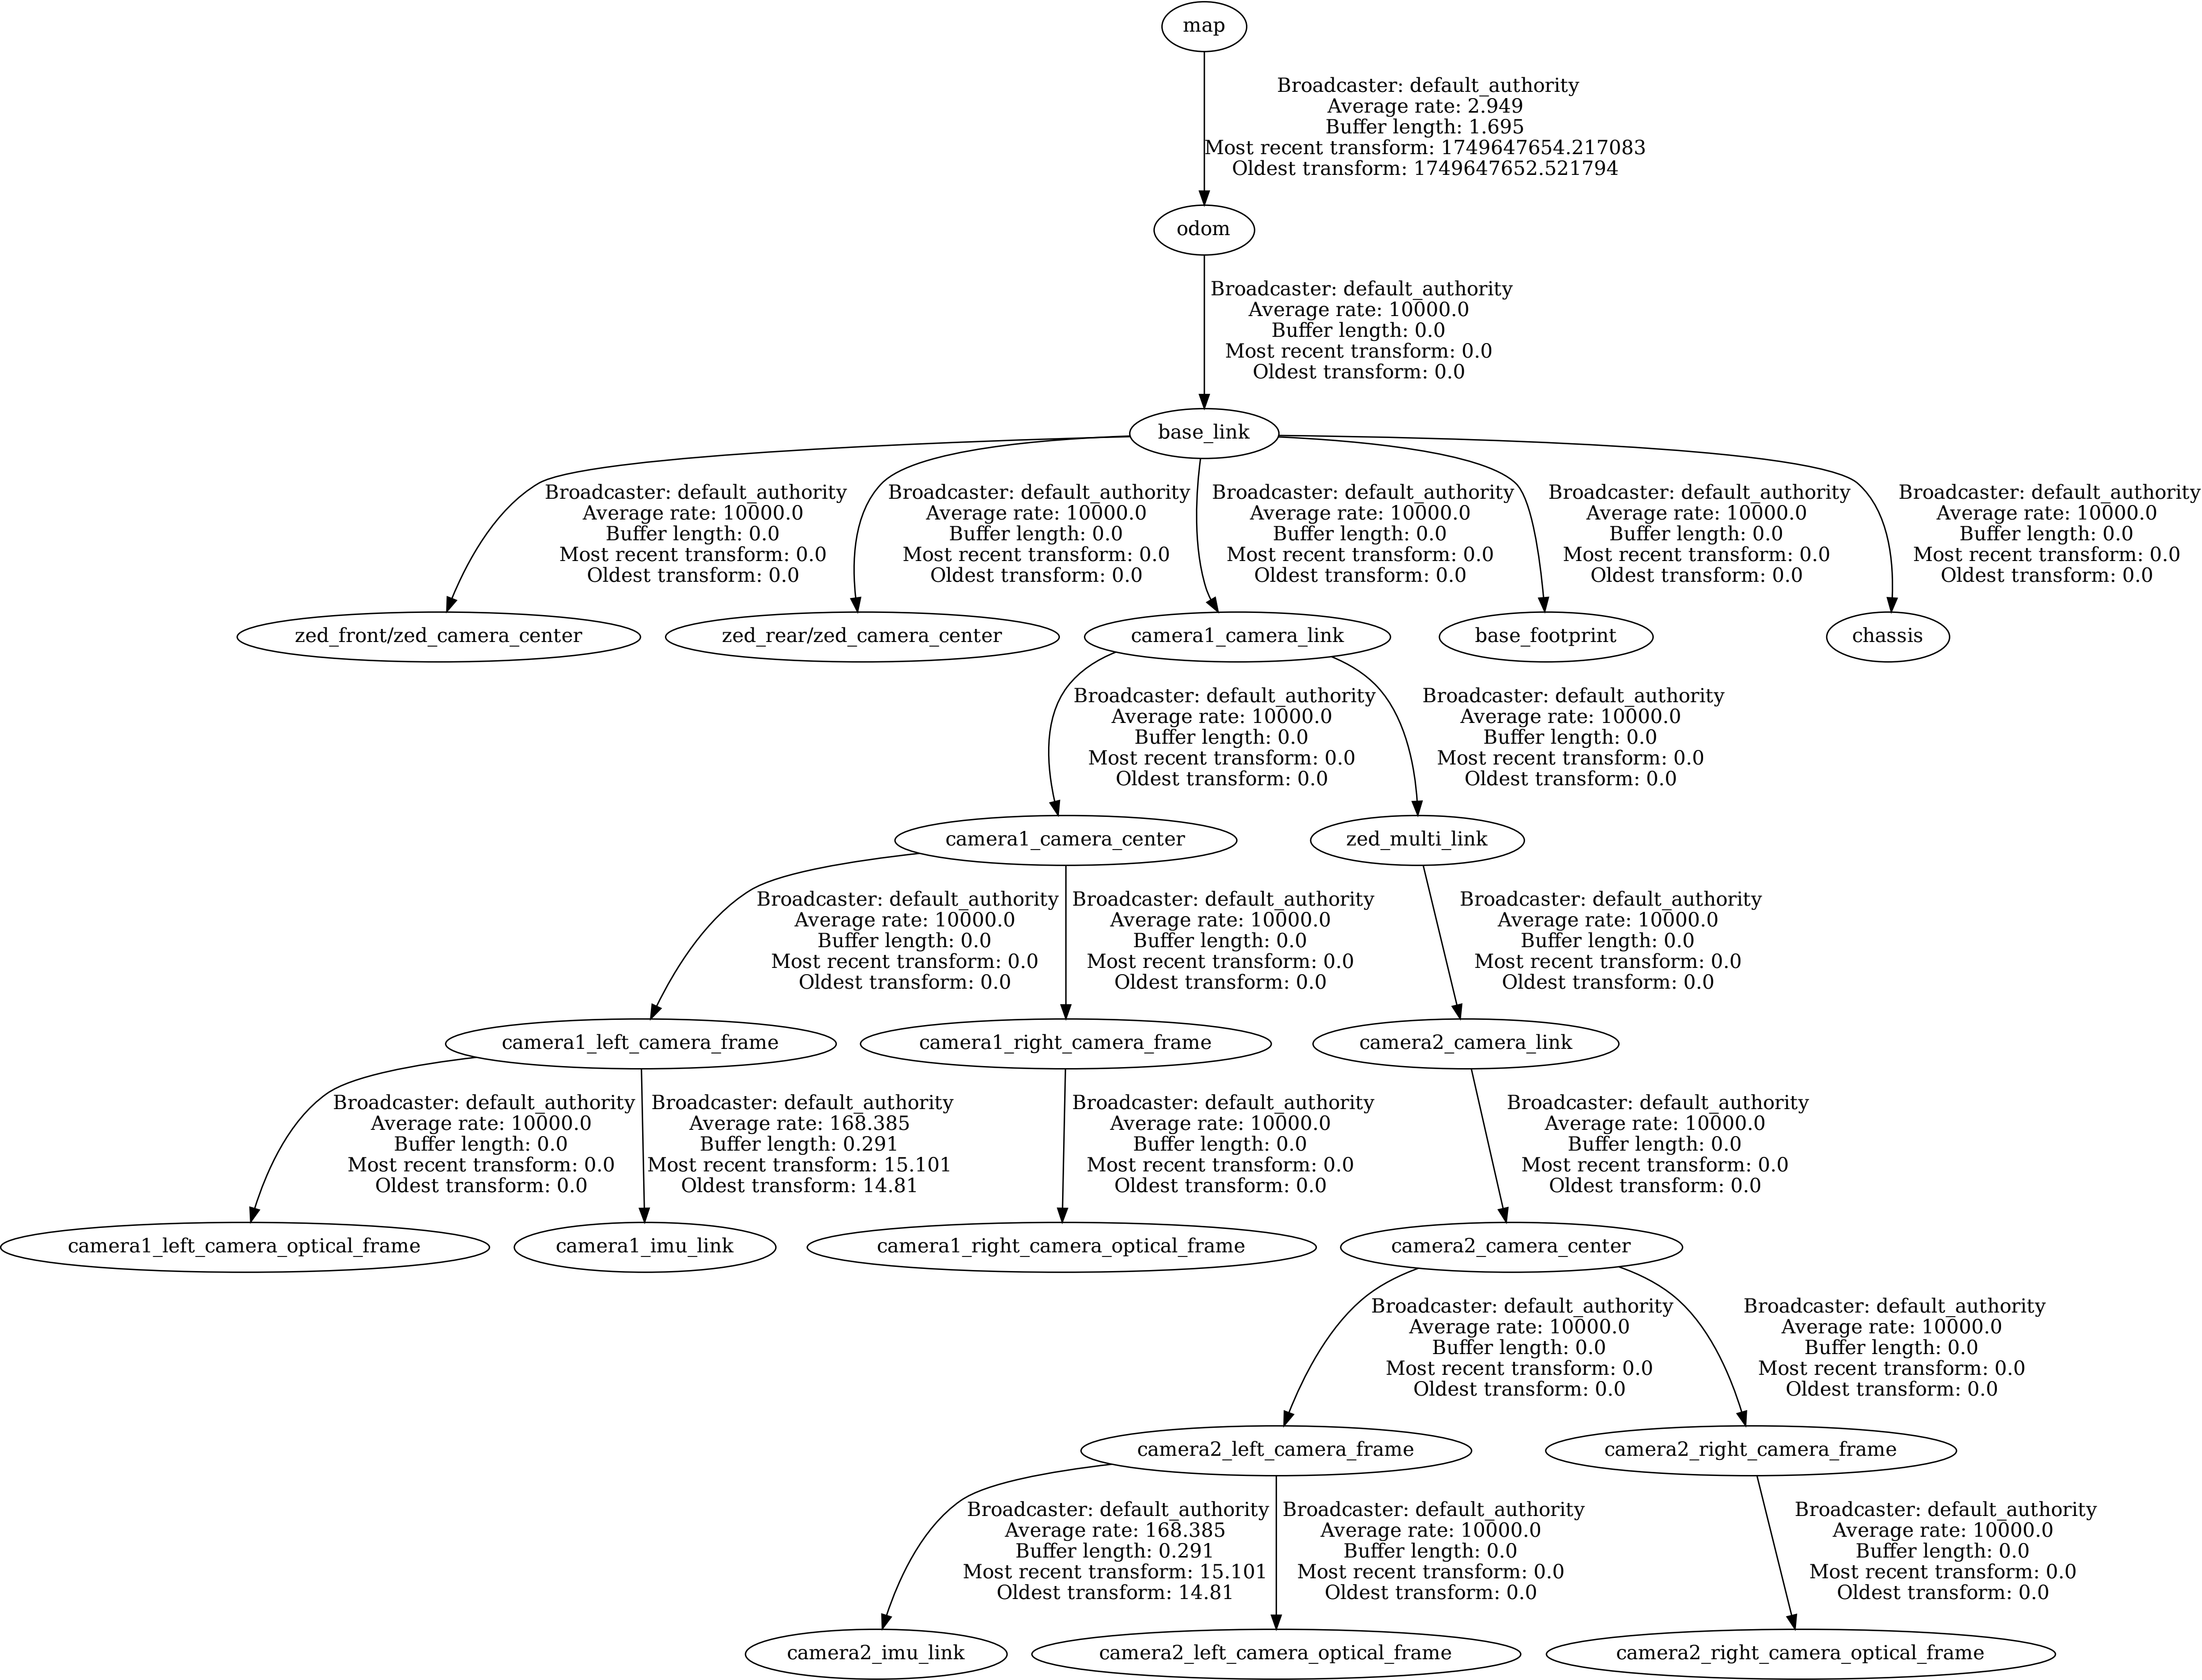 map
Broadcaster: default_authority
Average rate: 2.949
Buffer length: 1.695
Most recent transform: 1749647654.217083
Oldest transform: 1749647652.521794
odom
Broadcaster: default_authority
Average rate: 10000.0
Buffer length: 0.0
Most recent transform: 0.0
Oldest transform: 0.0
base_link
Broadcaster: default_authority
Average rate: 10000.0
Buffer length: 0.0
Most recent transform: 0.0
Oldest transform: 0.0
Broadcaster: default_authority
Average rate: 10000.0
Buffer length: 0.0
Most recent transform: 0.0
Oldest transform: 0.0
Broadcaster: default_authority
Average rate: 10000.0
Buffer length: 0.0
Most recent transform: 0.0
Oldest transform: 0.0
Broadcaster: default_authority
Average rate: 10000.0
Buffer length: 0.0
Most recent transform: 0.0
Oldest transform: 0.0
Broadcaster: default_authority
Average rate: 10000.0
Buffer length: 0.0
Most recent transform: 0.0
Oldest transform: 0.0
zed_front/zed_camera_center
zed_rear/zed_camera_center
camera1_camera_link
base_footprint
chassis
Broadcaster: default_authority
Average rate: 10000.0
Buffer length: 0.0
Most recent transform: 0.0
Oldest transform: 0.0
Broadcaster: default_authority
Average rate: 10000.0
Buffer length: 0.0
Most recent transform: 0.0
Oldest transform: 0.0
camera1_camera_center
zed_multi_link
Broadcaster: default_authority
Average rate: 10000.0
Buffer length: 0.0
Most recent transform: 0.0
Oldest transform: 0.0
Broadcaster: default_authority
Average rate: 10000.0
Buffer length: 0.0
Most recent transform: 0.0
Oldest transform: 0.0
Broadcaster: default_authority
Average rate: 10000.0
Buffer length: 0.0
Most recent transform: 0.0
Oldest transform: 0.0
camera1_left_camera_frame
camera1_right_camera_frame
camera2_camera_link
Broadcaster: default_authority
Average rate: 10000.0
Buffer length: 0.0
Most recent transform: 0.0
Oldest transform: 0.0
Broadcaster: default_authority
Average rate: 168.385
Buffer length: 0.291
Most recent transform: 15.101
Oldest transform: 14.81
Broadcaster: default_authority
Average rate: 10000.0
Buffer length: 0.0
Most recent transform: 0.0
Oldest transform: 0.0
Broadcaster: default_authority
Average rate: 10000.0
Buffer length: 0.0
Most recent transform: 0.0
Oldest transform: 0.0
camera1_left_camera_optical_frame
camera1_imu_link
camera1_right_camera_optical_frame
camera2_camera_center
Broadcaster: default_authority
Average rate: 10000.0
Buffer length: 0.0
Most recent transform: 0.0
Oldest transform: 0.0
Broadcaster: default_authority
Average rate: 10000.0
Buffer length: 0.0
Most recent transform: 0.0
Oldest transform: 0.0
camera2_left_camera_frame
camera2_right_camera_frame
Broadcaster: default_authority
Average rate: 168.385
Buffer length: 0.291
Most recent transform: 15.101
Oldest transform: 14.81
Broadcaster: default_authority
Average rate: 10000.0
Buffer length: 0.0
Most recent transform: 0.0
Oldest transform: 0.0
Broadcaster: default_authority
Average rate: 10000.0
Buffer length: 0.0
Most recent transform: 0.0
Oldest transform: 0.0
camera2_imu_link
camera2_left_camera_optical_frame
camera2_right_camera_optical_frame